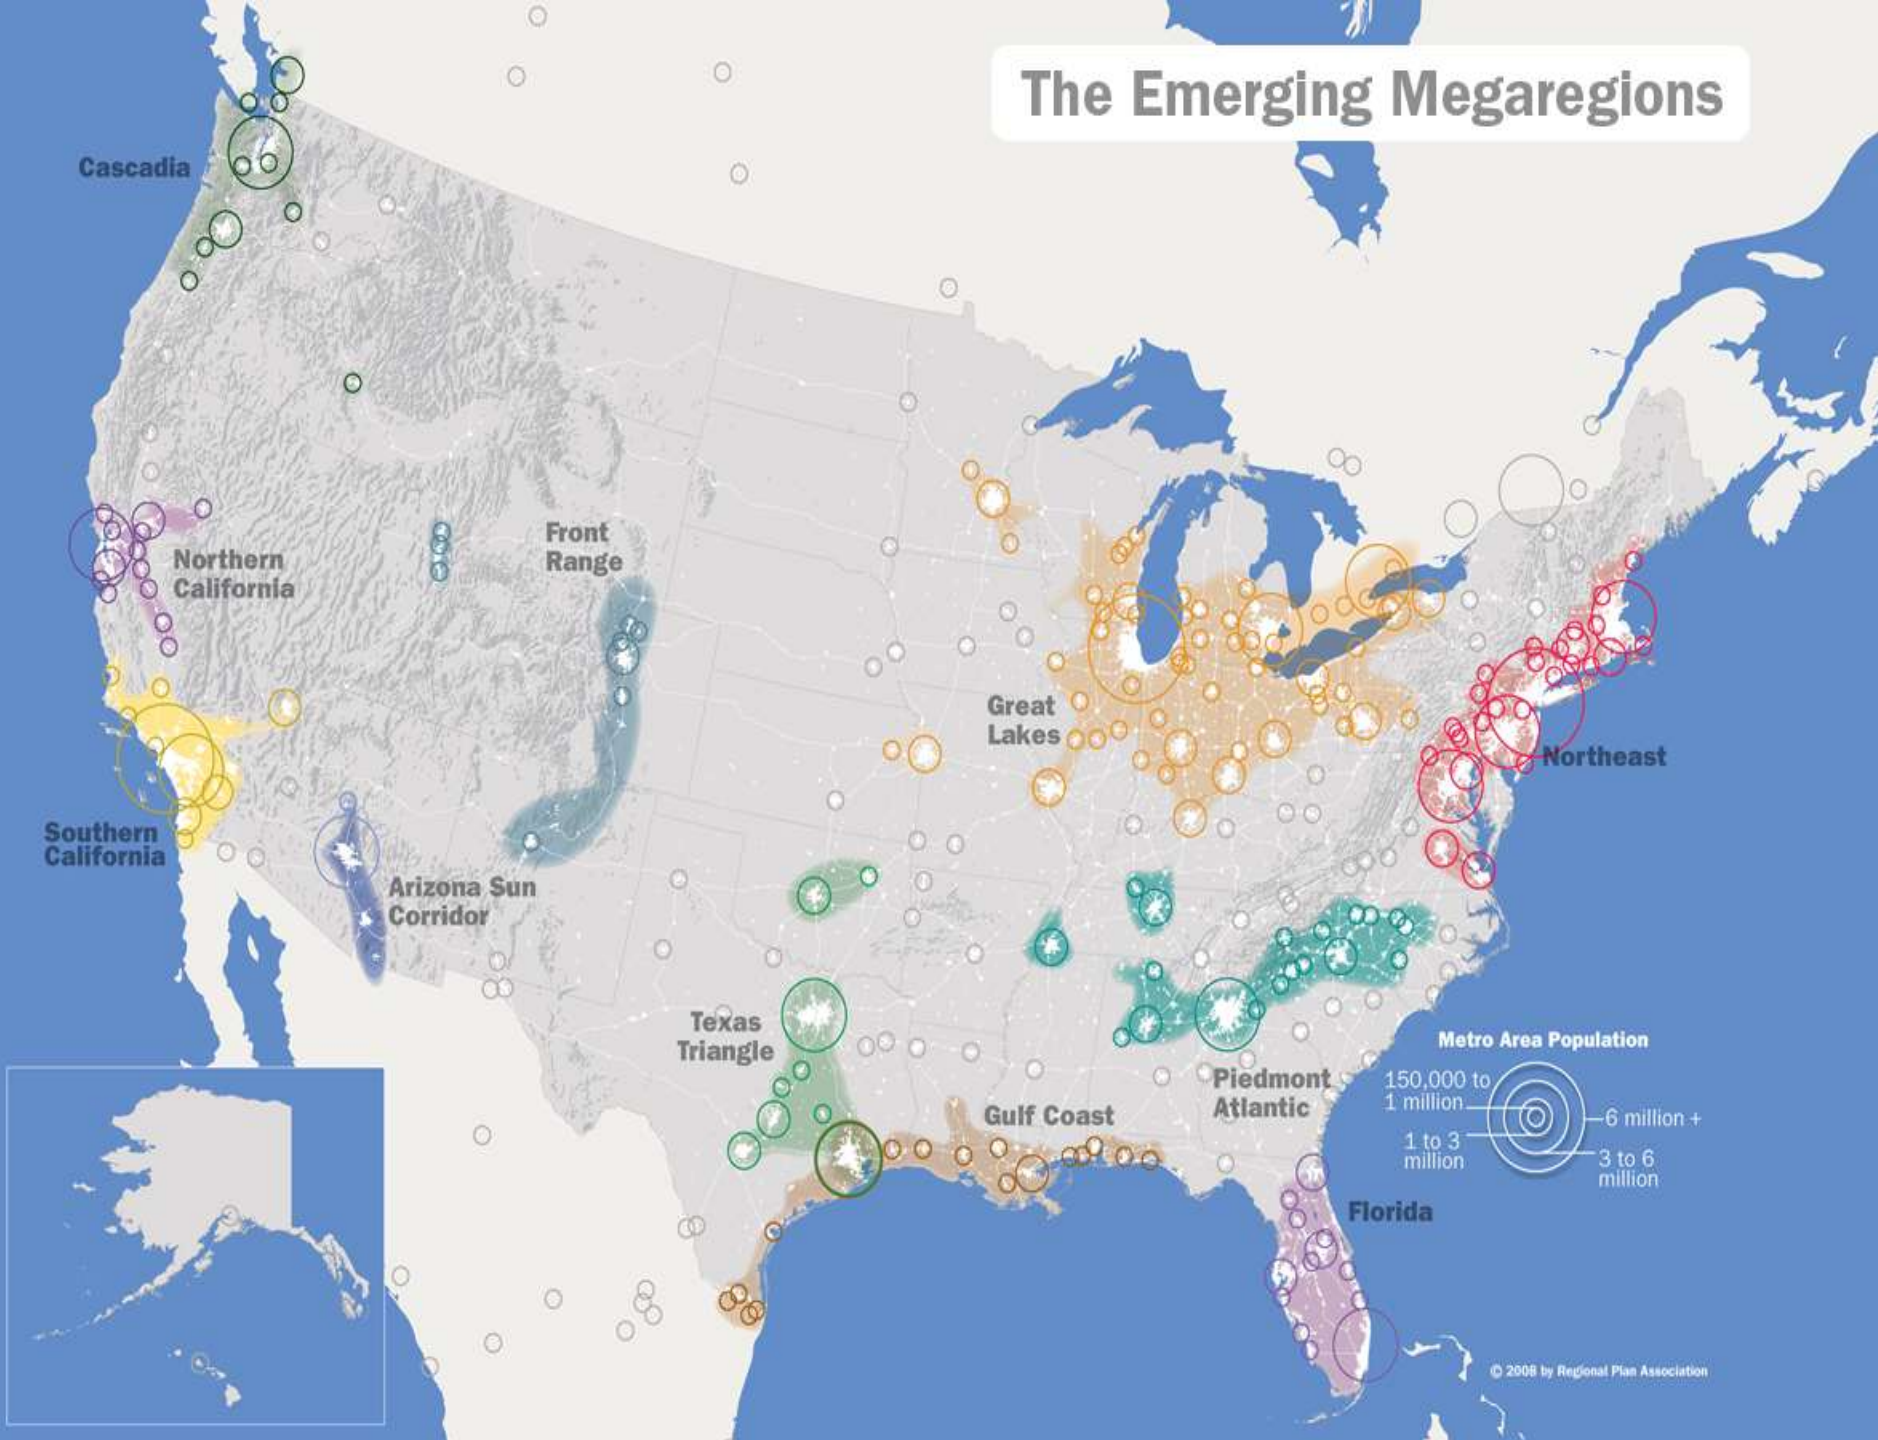 The Emerging Megaregions
Cascadia
Northern
California
Front
Range
Great
Lakes
Northeast
Southern
California
Arizona Sun
Corridor
Texas
Triangle
Gulf Coast
Piedmont
Atlantic
Metro Area Population
150,000 to
1 million
6 million +
1 to 3
million
3 to 6
million
Florida
© 2008 by Regional Plan Association